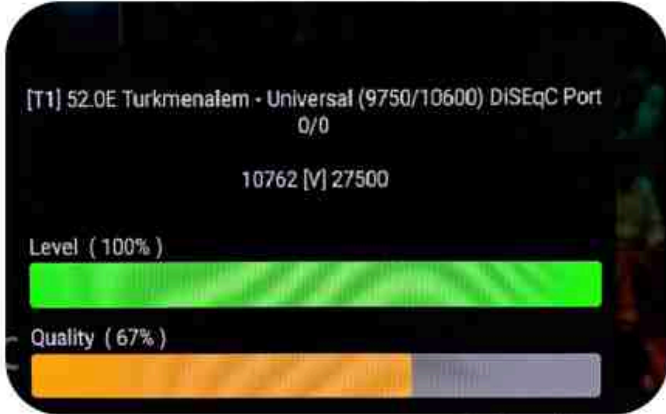 [T1] 52.0E Turkmenalem - Universal (9750/10600) DiSEqC Port
0/0
10762 [V] 27500
Level ( 100% )
Quality ( 67% )